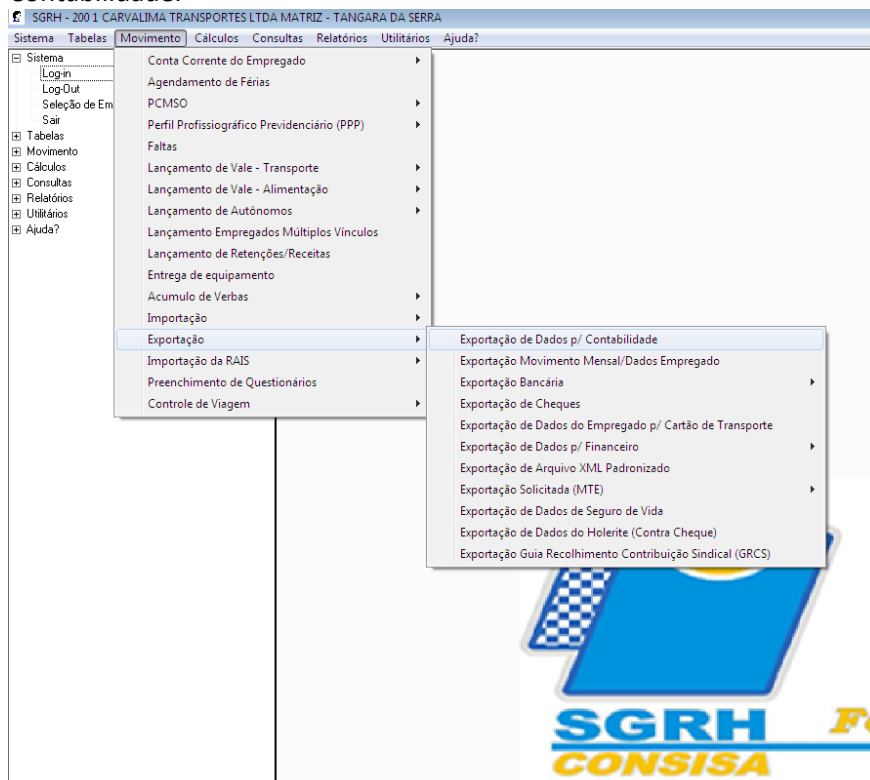 Contabilidade.
SGRH - 200 1 CARVALIMA TRANSPORTES LTDA MATRIZ - TANGARA DA SERRA
Sistema Tabelas Movimento Cálculos Consultas Relatórios Utilitários Ajuda?
Sistema
Log-in
Log-Out
Seleção de Em
Sair
Tabelas
Movimento
Cálculos
Consultas
Relatórios
Utilitários
Ajuda?
Conta Corrente do Empregado
Agendamento de Férias
PCMSO
Perfil Profissiográfico Previdenciário (PPP)
Faltas
Lançamento de Vale - Transporte
Lançamento de Vale - Alimentação
Lançamento de Autônomos
Lançamento Empregados Múltiplos Vínculos
Lançamento de Retenções/Receitas
Entrega de equipamento
Acumulo de Verbas
Importação
Exportação
Importação da RAIS
Preenchimento de Questionários
Controle de Viagem
Exportação de Dados p/ Contabilidade
Exportação Movimento Mensal/Dados Empregado
Exportação Bancária
Exportação de Cheques
Exportação de Dados do Empregado p/ Cartão de Transporte
Exportação de Dados p/ Financeiro
Exportação de Arquivo XML Padronizado
Exportação Solicitada (MTE)
Exportação de Dados de Seguro de Vida
Exportação de Dados do Holerite (Contra Cheque)
Exportação Guia Recolhimento Contribuição Sindical (GRCS)
SGRH
CONSISA